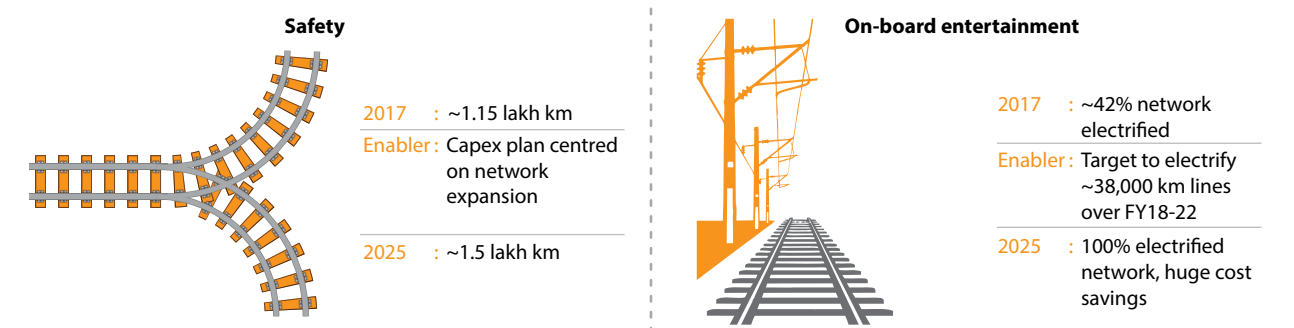 Safety
2017 : ~1.15 lakh km
Enabler : Capex plan centred
on network
expansion
2025 : ~1.5 lakh km
On-board entertainment
2017 : ~42% network
electrified
Enabler : Target to electrify
~38,000 km lines
over FY18-22
2025 : 100% electrified
network, huge cost
savings